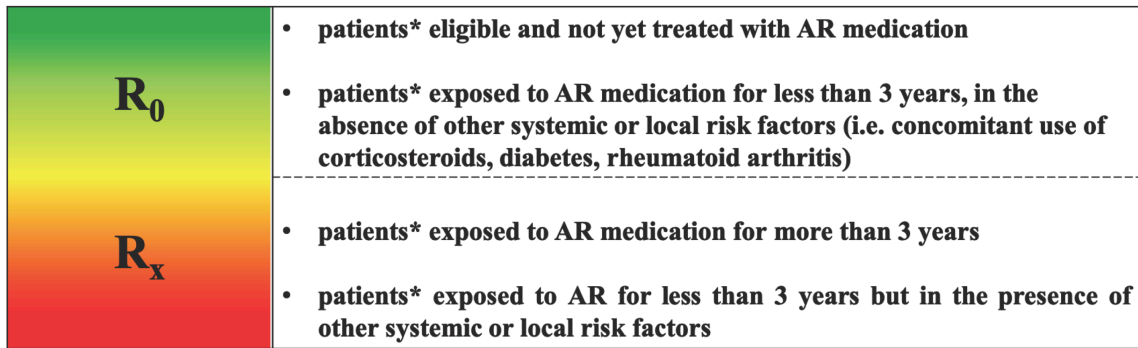 R0
• patients* eligible and not yet treated with AR medication
• patients* exposed to AR medication for less than 3 years, in the
absence of other systemic or local risk factors (i.e. concomitant use of
corticosteroids, diabetes, rheumatoid arthritis)
Rx
• patients* exposed to AR medication for more than 3 years
• patients* exposed to AR for less than 3 years but in the presence of
other systemic or local risk factors